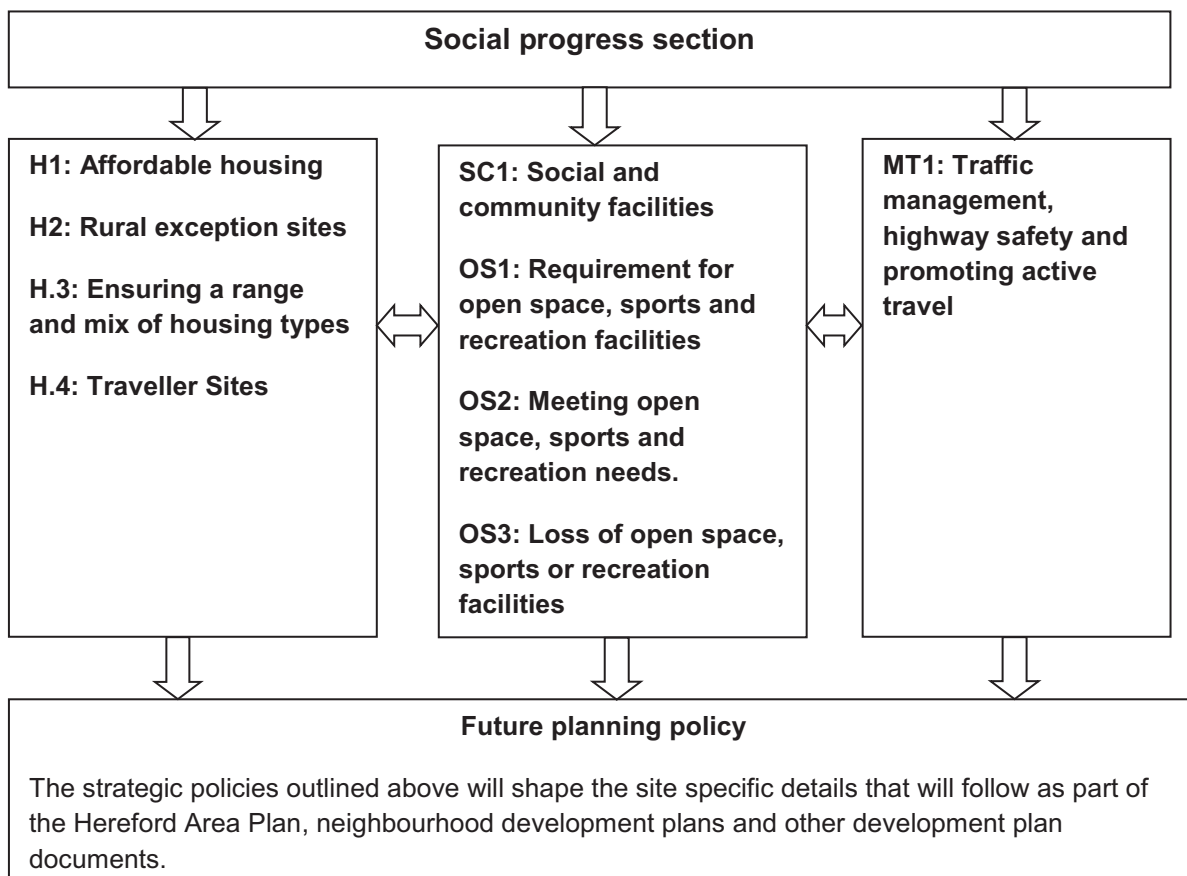 Social progress section
H1: Affordable housing
H2: Rural exception sites
H.3: Ensuring a range
and mix of housing types
H.4: Traveller Sites
SC1: Social and
community facilities
OS1: Requirement for
open space, sports and
recreation facilities
OS2: Meeting open
space, sports and
recreation needs.
OS3: Loss of open space,
sports or recreation
facilities
MT1: Traffic
management,
highway safety and
promoting active
travel
Future planning policy
The strategic policies outlined above will shape the site specific details that will follow as part of
the Hereford Area Plan, neighbourhood development plans and other development plan
documents.